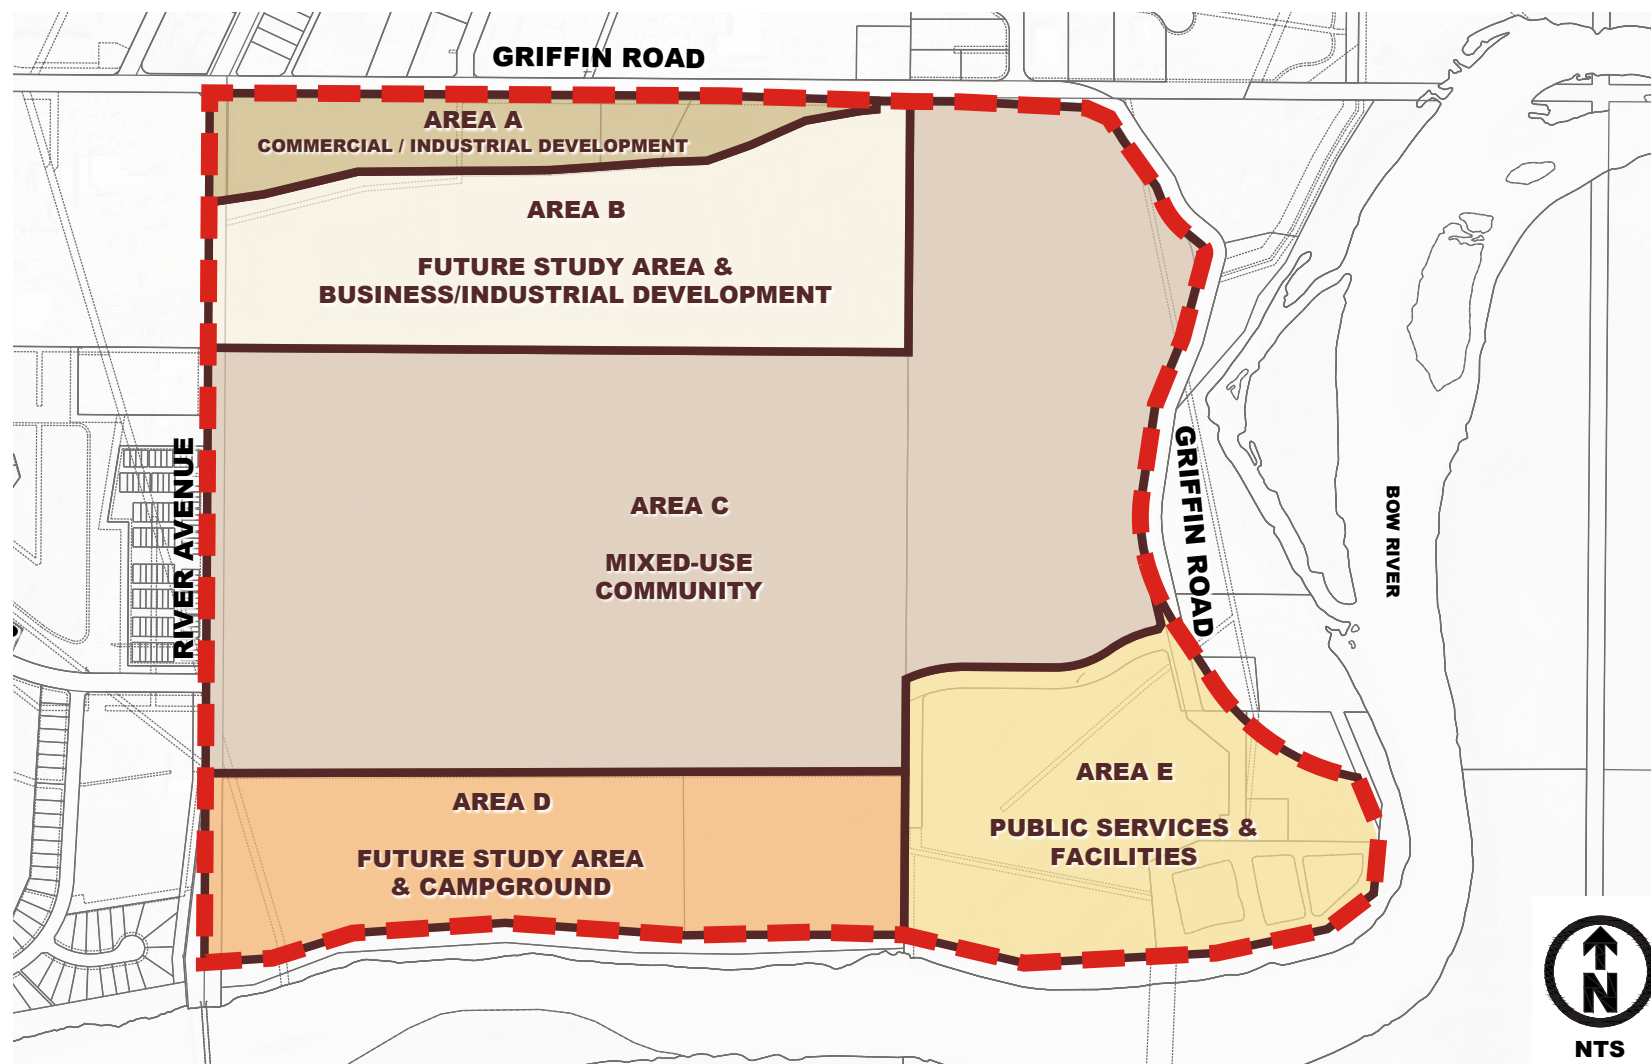 GRIFFIN ROAD
AREA A
COMMERCIAL / INDUSTRIAL DEVELOPMENT
AREA B
FUTURE STUDY AREA &
BUSINESS/INDUSTRIAL DEVELOPMENT
RIVER AVENUE
AREA C
MIXED-USE
COMMUNITY
GRIFFIN ROAD
BOW RIVER
AREA D
FUTURE STUDY AREA
& CAMPGROUND
AREA E
PUBLIC SERVICES &
FACILITIES
N
NTS